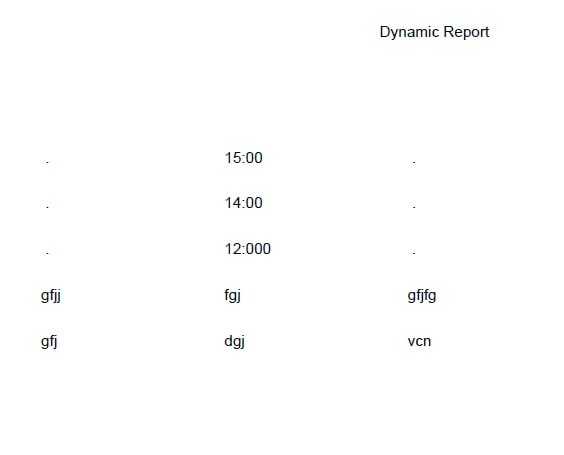 Dynamic Report
. 15:00 .
. 14:00 .
. 12:000 .
gfjj fgj gfjfg
gfj dgj vcn